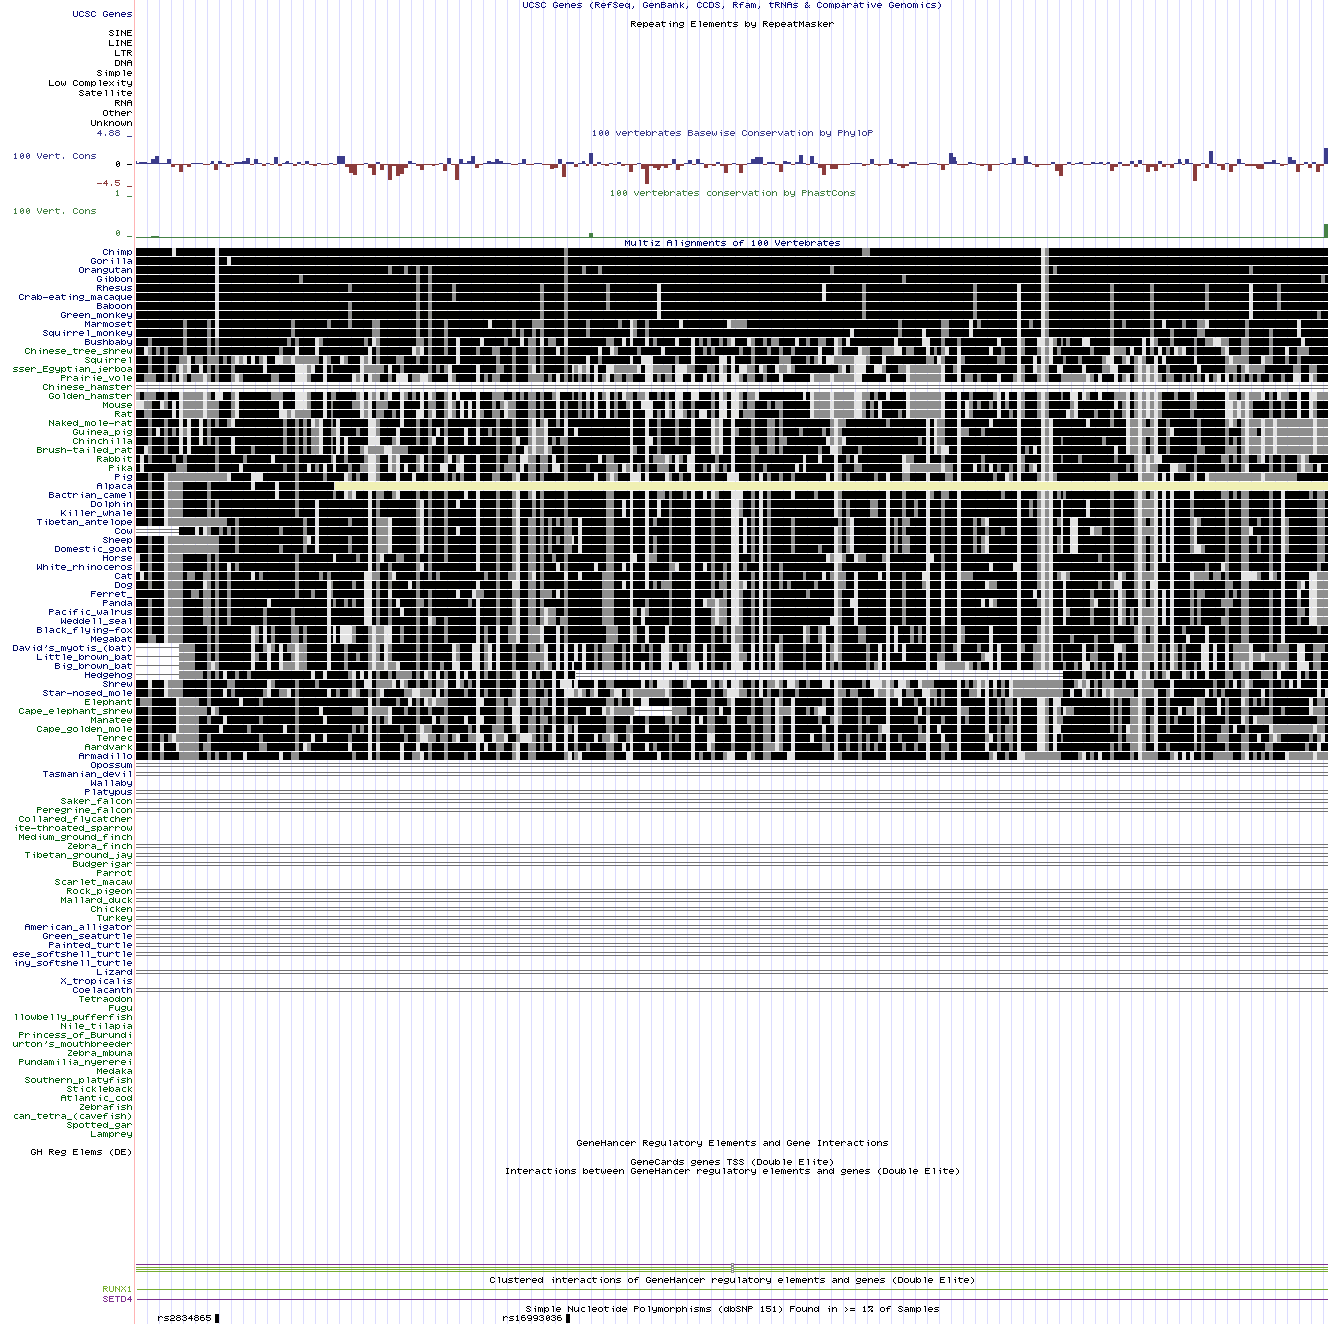 UCSC Genes (RefSeq, GenBank, CCDS, Rfam, tRNAs & Comparative Genomics)
UCSC Genes
Repeating Elements by RepeatMasker
SINE
LINE
LTR
DNA
Simple
Low Complexity
Satellite
RNA
Other
Unknown
4.88 _
100 vertebrates Basewise Conservation by PhyloP
100 Vert. Cons
0 _
-4.5 _
1 _
100 vertebrates conservation by PhastCons
100 Vert. Cons
0 _
Multiz Alignments of 100 Vertebrates
Chimp
Gorilla
Orangutan
Gibbon
Rhesus
Crab-eating_macaque
Baboon
Green_monkey
Marmoset
Squirrel_monkey
Bushbaby
Chinese_tree_shrew
Squirrel
sser_Egyptian_jerboa
Prairie_vole
Chinese_hamster
Golden_hamster
Mouse
Rat
Naked_mole-rat
Guinea_pig
Chinchilla
Brush-tailed_rat
Rabbit
Pika
Pig
Alpaca
Bactrian_camel
Dolphin
Killer_whale
Tibetan_antelope
Cow
Sheep
Domestic_goat
Horse
White_rhinoceros
Cat
Dog
Ferret_
Panda
Pacific_walrus
Weddell_seal
Black_flying-fox
Megabat
David's_myotis_(bat)
Little_brown_bat
Big_brown_bat
Hedgehog
Shrew
Star-nosed_mole
Elephant
Cape_elephant_shrew
Manatee
Cape_golden_mole
Tenrec
Aardvark
Armadillo
Opossum
Tasmanian_devil
Wallaby
Platypus
Saker_falcon
Peregrine_falcon
Collared_flycatcher
ite-throated_sparrow
Medium_ground_finch
Zebra_finch
Tibetan_ground_jay
Budgerigar
Parrot
Scarlet_macaw
Rock_pigeon
Mallard_duck
Chicken
Turkey
American_alligator
Green_seaturtle
Painted_turtle
ese_softshell_turtle
iny_softshell_turtle
Lizard
X_tropicalis
Coelacanth
Tetraodon
Fugu
llowbelly_pufferfish
Nile_tilapia
Princess_of_Burundi
urton's_mouthbreeder
Zebra_mbuna
Pundamilia_nyererei
Medaka
Southern_platyfish
Stickleback
Atlantic_cod
Zebrafish
can_tetra_(cavefish)
Spotted_gar
Lamprey
GeneHancer Regulatory Elements and Gene Interactions
GH Reg Elems (DE)
GeneCards genes TSS (Double Elite)
Interactions between GeneHancer regulatory elements and genes (Double Elite)
Clustered interactions of GeneHancer regulatory elements and genes (Double Elite)
RUNX1
SETD4
Simple Nucleotide Polymorphisms (dbSNP 151) Found in >= 1% of Samples
rs2834865 rs16993036